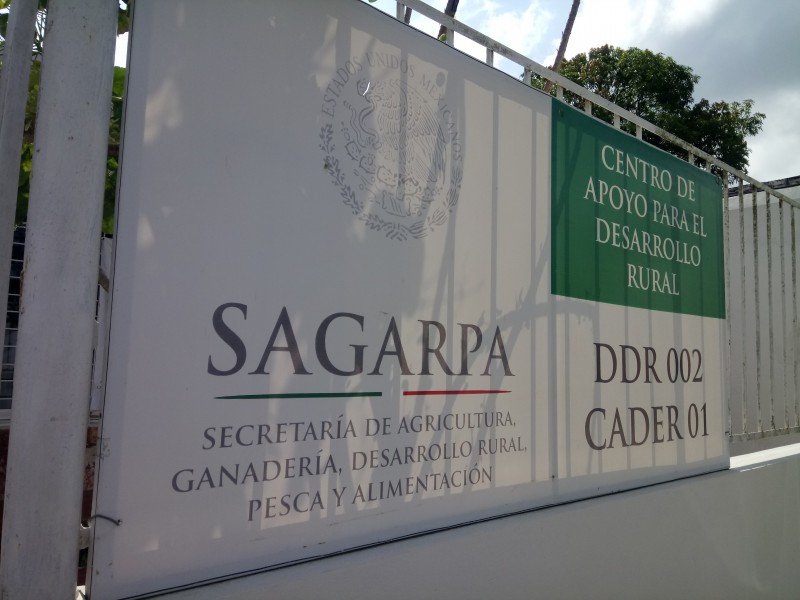 ESTADOS UNIDOS MEXICANOS
SAGARPA
SECRETARÍA DE AGRICULTURA,
GANADERÍA, DESARROLLO RURAL,
PESCA Y ALIMENTACIÓN
CENTRO DE
APOYO PARA EL
DESARROLLO
RURAL
DDR 002
CADER 01